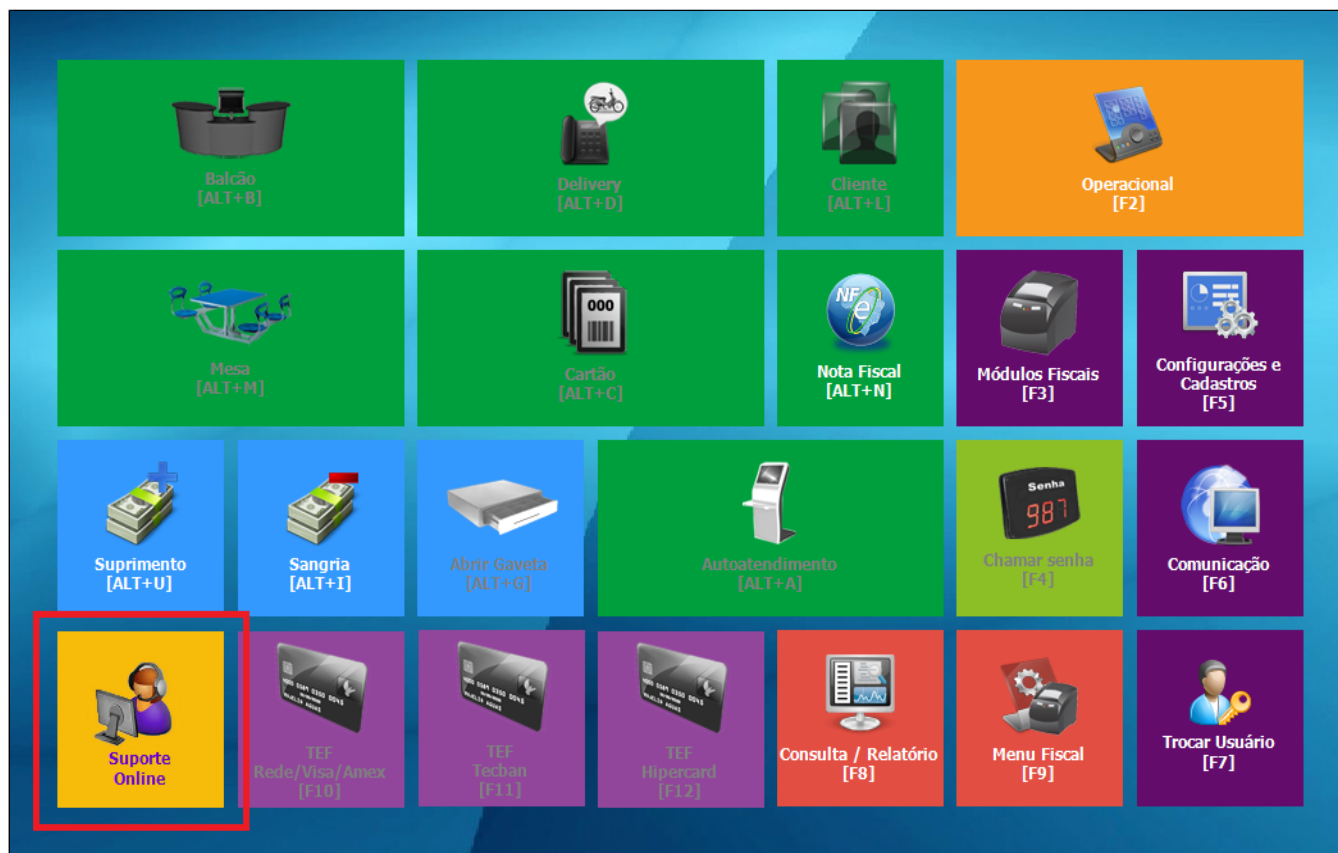 Balcão
[ALT+B]
Delivery
[ALT+D]
Cliente
[ALT+L]
Operacional
[F2]
Mesa
[ALT+M]
000
Cartão
[ALT+C]
NFe
Nota Fiscal
[ALT+N]
Módulos Fiscais
[F3]
Configurações e
Cadastros
[F5]
Suprimento
[ALT+U]
Sangria
[ALT+I]
Abrir Gaveta
[ALT+G]
Autoatendimento
[ALT+A]
Senha
987
Chamar senha
[F4]
Comunicação
[F6]
Suporte
Online
TEF
Rede/Visa/Amex
[F10]
TEF
Tecban
[F11]
TEF
Hipercard
[F12]
Consulta / Relatório
[F8]
Menu Fiscal
[F9]
Trocar Usuário
[F7]